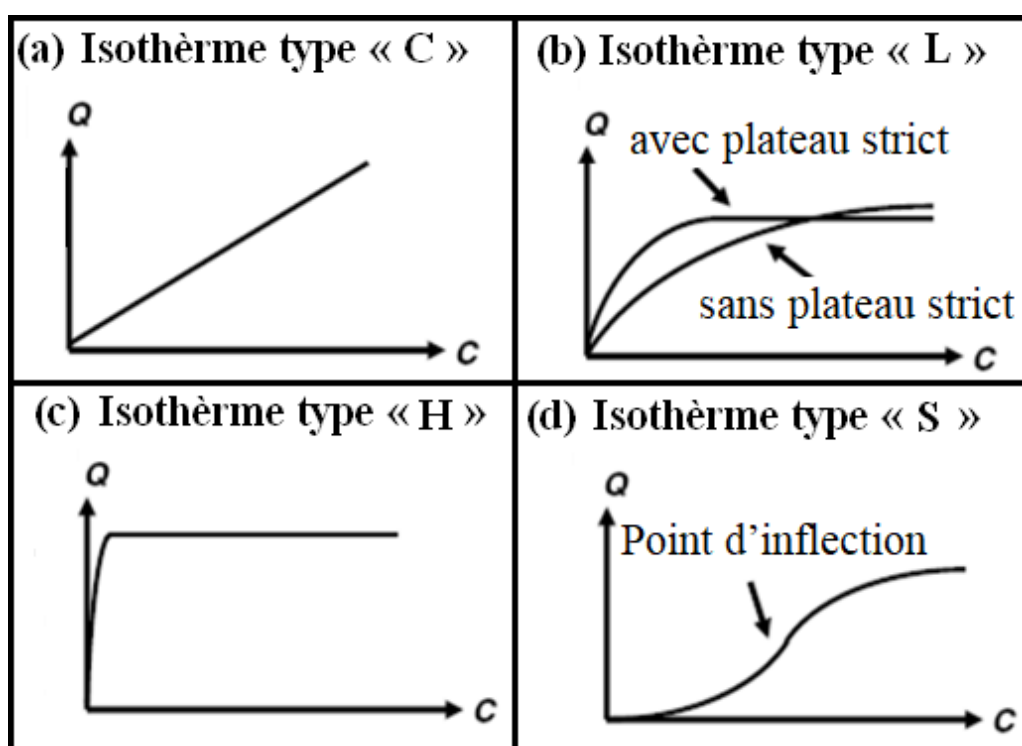 (a) Isothèrme type « C »
Q
C
(b) Isothèrme type « L »
Q
avec plateau strict
sans plateau strict
C
(c) Isothèrme type « H »
Q
C
(d) Isothèrme type « S »
Q
Point d’inflection
C